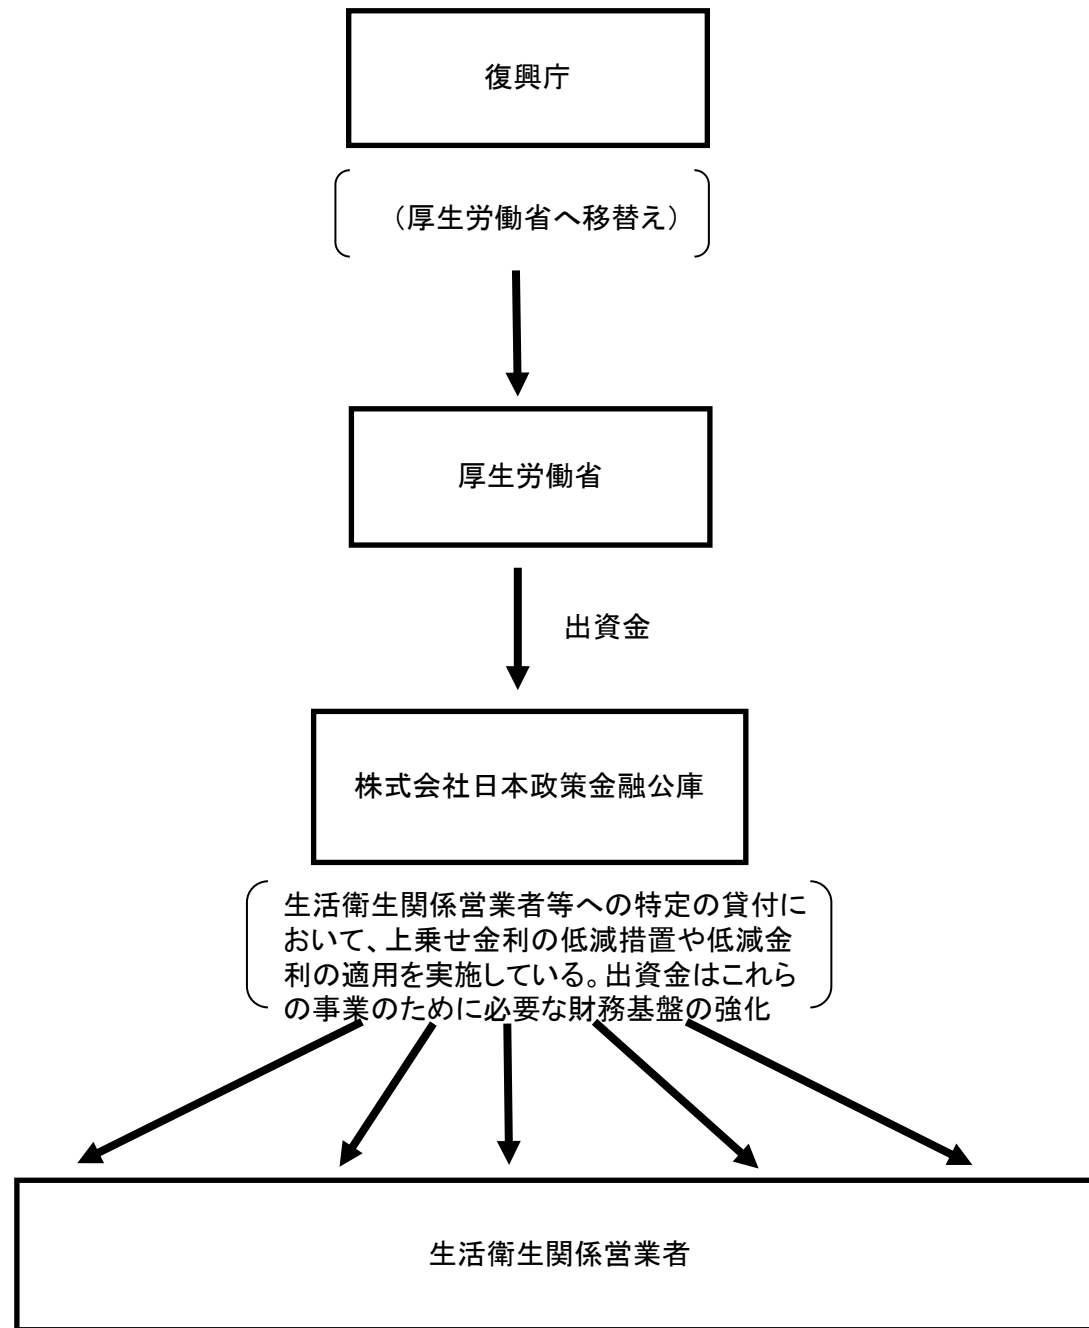 復興庁
（厚生労働省へ移替え）
厚生労働省
出資金
株式会社日本政策金融公庫
生活衛生関係営業者等への特定の貸付に
おいて、上乗せ金利の低減措置や低減金
利の適用を実施している。出資金はこれら
の事業のために必要な財務基盤の強化
生活衛生関係営業者